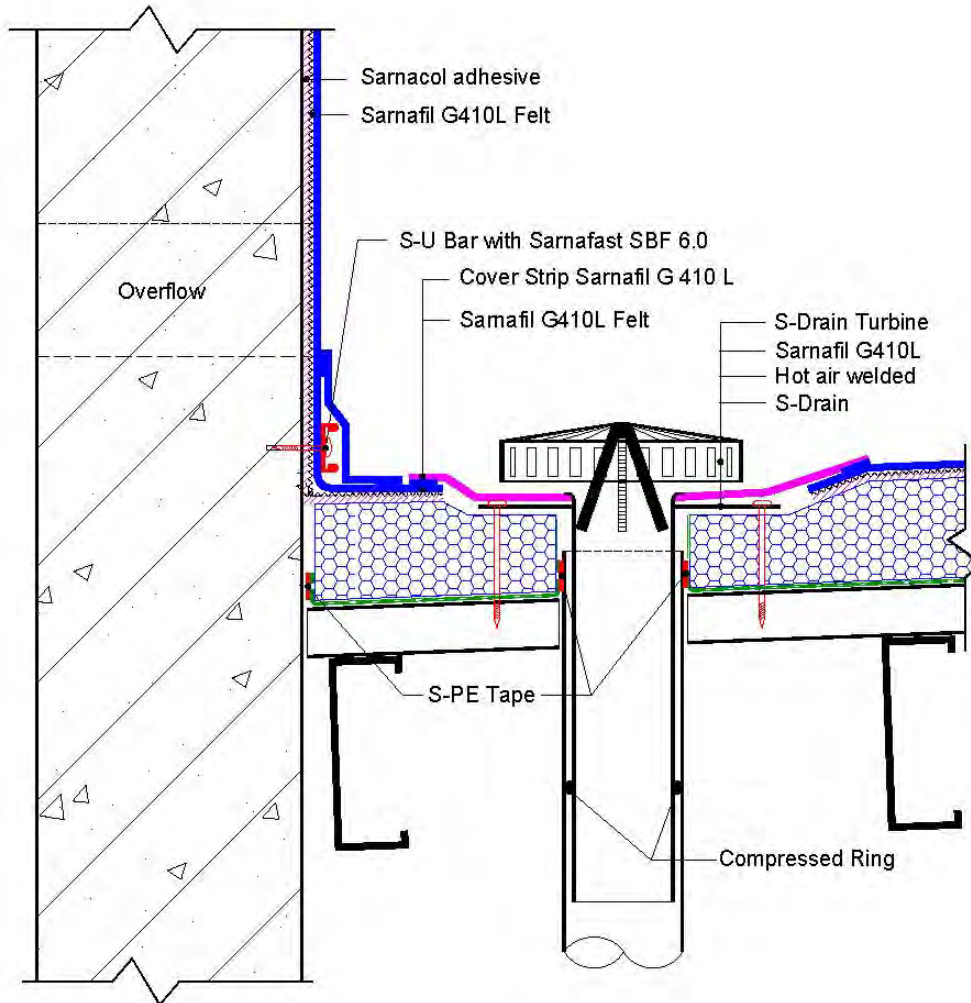 Sarnacol adhesive
Sarnafil G410L Felt
S-U Bar with Sarnafast SBF 6.0
Cover Strip Sarnafil G 410 L
Overflow
Sarnafil G410L Felt
S-Drain Turbine
Sarnafil G410L
Hot air welded
S-Drain
S-PE Tape
Compressed Ring